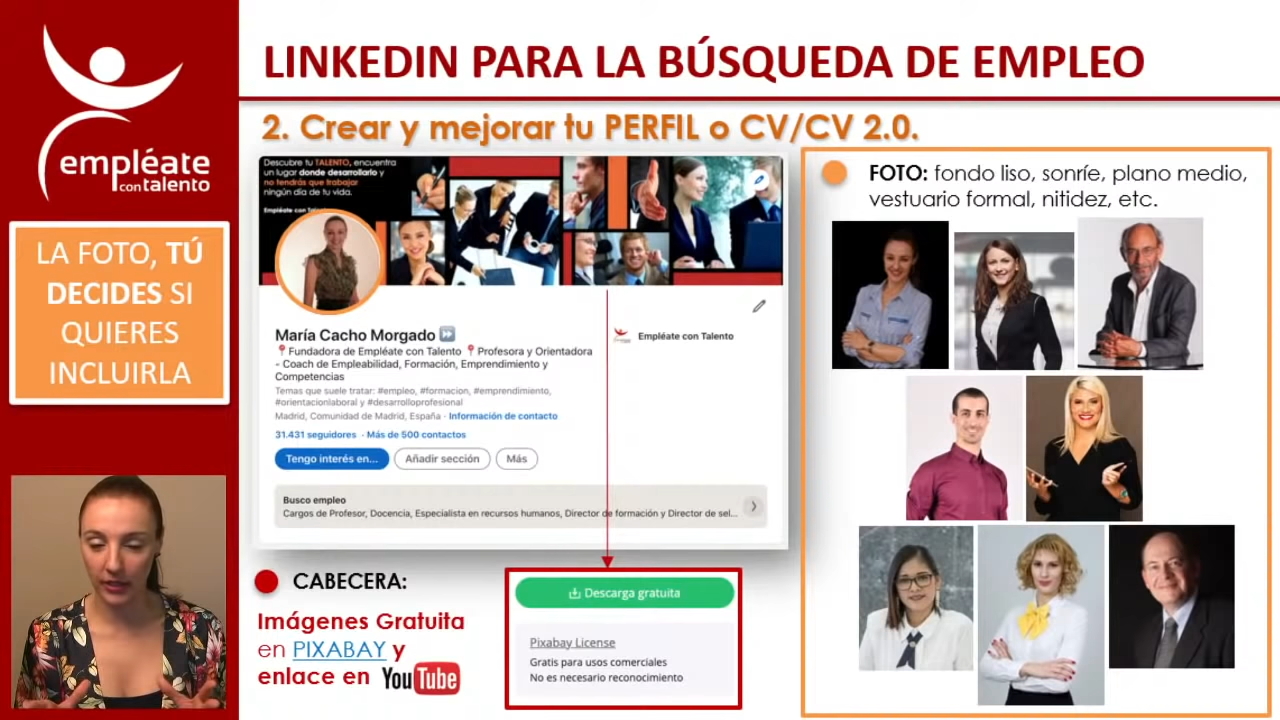 LINKEDIN PARA LA BÚSQUEDA DE EMPLEO
empléate
con talento
LA FOTO, TÚ
DECIDES SI
QUIERES
INCLUIRLA
2. Crear y mejorar tu PERFIL o CV/CV 2.0.
Descubre tu TALENTO, encuentra
un lugar donde desarrollarlo y
no tendrás que trabajar
ningún día de tu vida.
Empléate con
María Cacho Morgado
Fundadora de Empléate con Talento Profesora y Orientadora
- Coach de Empleabilidad, Formación, Emprendimiento y
Competencias
Temas que suele tratar: #empleo, #formacion, #emprendimiento,
#orientacionlaboral y #desarrolloprofesional
Madrid, Comunidad de Madrid, España · Información de contacto
31.431 seguidores · Más de 500 contactos
Tengo interés en... Añadir sección Más
Empléate con Talento
Busco empleo
Cargos de Profesor, Docencia, Especialista en recursos humanos, Director de formación y Director de sel...
CABECERA:
Imágenes Gratuita
en PIXABAY y
enlace en YouTube
Descarga gratuita
Pixabay License
Gratis para usos comerciales
No es necesario reconocimiento
FOTO: fondo liso, sonríe, plano medio,
vestuario formal, nitidez, etc.